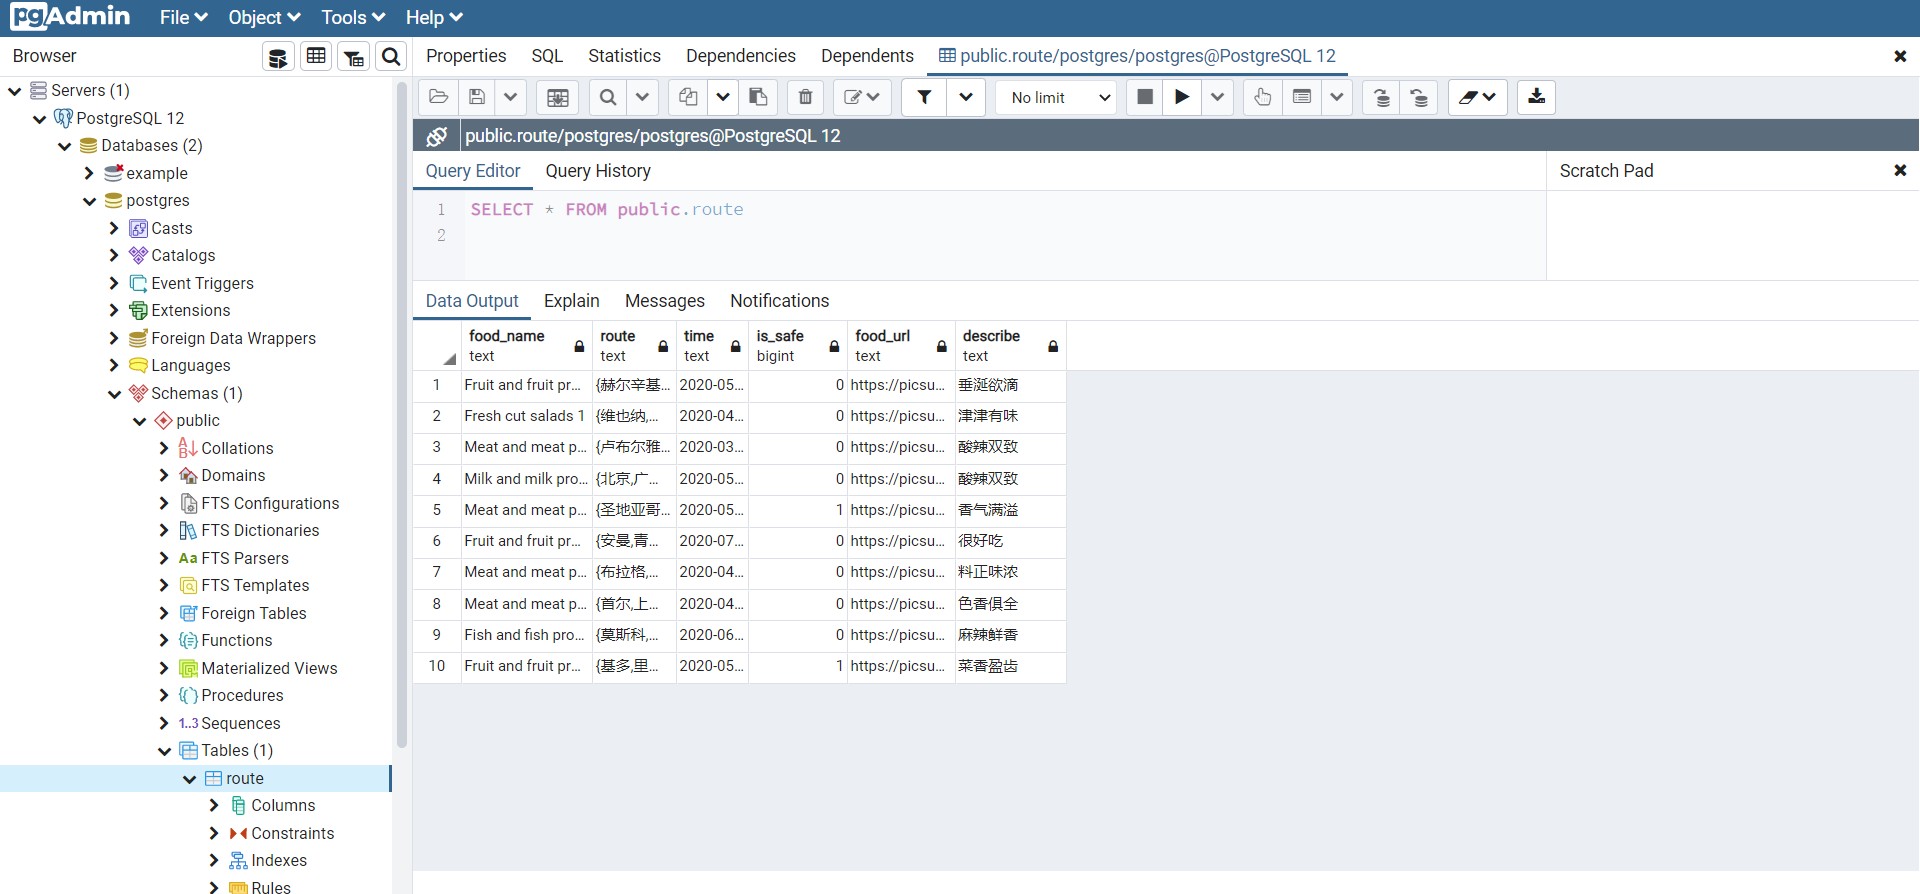 pgAdmin File Object Tools Help
Browser
Properties SQL Statistics Dependencies Dependents public.route/postgres/postgres@PostgreSQL 12
Servers (1)
PostgreSQL 12
Databases (2)
example
postgres
Casts
Catalogs
Event Triggers
Extensions
Foreign Data Wrappers
Languages
Schemas (1)
public
Collations
Domains
FTS Configurations
FTS Dictionaries
Aa FTS Parsers
FTS Templates
Foreign Tables
Functions
Materialized Views
Procedures
1..3 Sequences
Tables (1)
route
Columns
Constraints
Indexes
Rules
No limit
public.route/postgres/postgres@PostgreSQL 12
Query Editor Query History
Scratch Pad
1 SELECT * FROM public.route
2
Data Output Explain Messages Notifications
food_name route time is_safe food_url describe
text text text bigint text text
1 Fruit and fruit pr... {赫尔辛基... 2020-05... 0 https://picsu... 垂涎欲滴
2 Fresh cut salads 1 {维也纳,... 2020-04... 0 https://picsu... 津津有味
3 Meat and meat p... {卢布尔雅... 2020-03... 0 https://picsu... 酸辣双致
4 Milk and milk pro... {北京,广... 2020-05... 0 https://picsu... 酸辣双致
5 Meat and meat p... {圣地亚哥... 2020-05... 1 https://picsu... 香气满溢
6 Fruit and fruit pr... {安曼,青... 2020-07... 0 https://picsu... 很好吃
7 Meat and meat p... {布拉格,... 2020-04... 0 https://picsu... 料正味浓
8 Meat and meat p... {首尔,上... 2020-04... 0 https://picsu... 色香俱全
9 Fish and fish pro... {莫斯科,... 2020-06... 0 https://picsu... 麻辣鲜香
10 Fruit and fruit pr... {基多,里... 2020-05... 1 https://picsu... 菜香盈齿